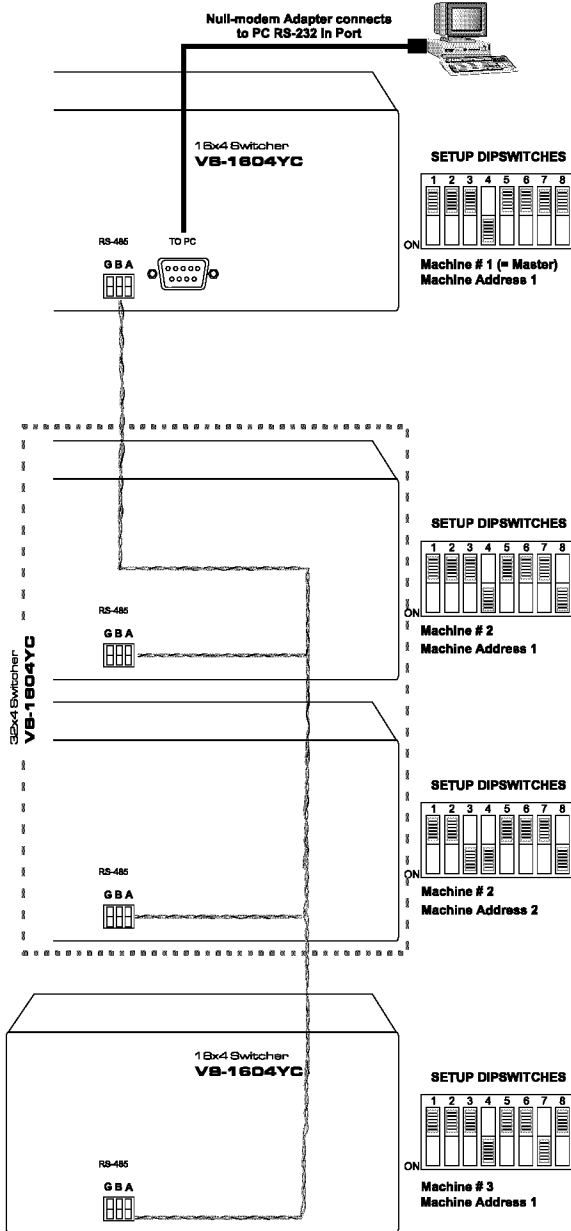 Null-modem Adapter connects
to PC RS-232 in Port
16x4 Switcher
VS-1604YC
RS-485
TO PC
G B A
SETUP DIPSWITCHES
1 2 3 4 5 6 7 8
ON
Machine # 1 (= Master)
Machine Address 1
32x4 Switcher
VS-1604YC
RS-485
G B A
SETUP DIPSWITCHES
1 2 3 4 5 6 7 8
ON
Machine # 2
Machine Address 1
RS-485
G B A
SETUP DIPSWITCHES
1 2 3 4 5 6 7 8
ON
Machine # 2
Machine Address 2
16x4 Switcher
VS-1604YC
RS-485
G B A
SETUP DIPSWITCHES
1 2 3 4 5 6 7 8
ON
Machine # 3
Machine Address 1